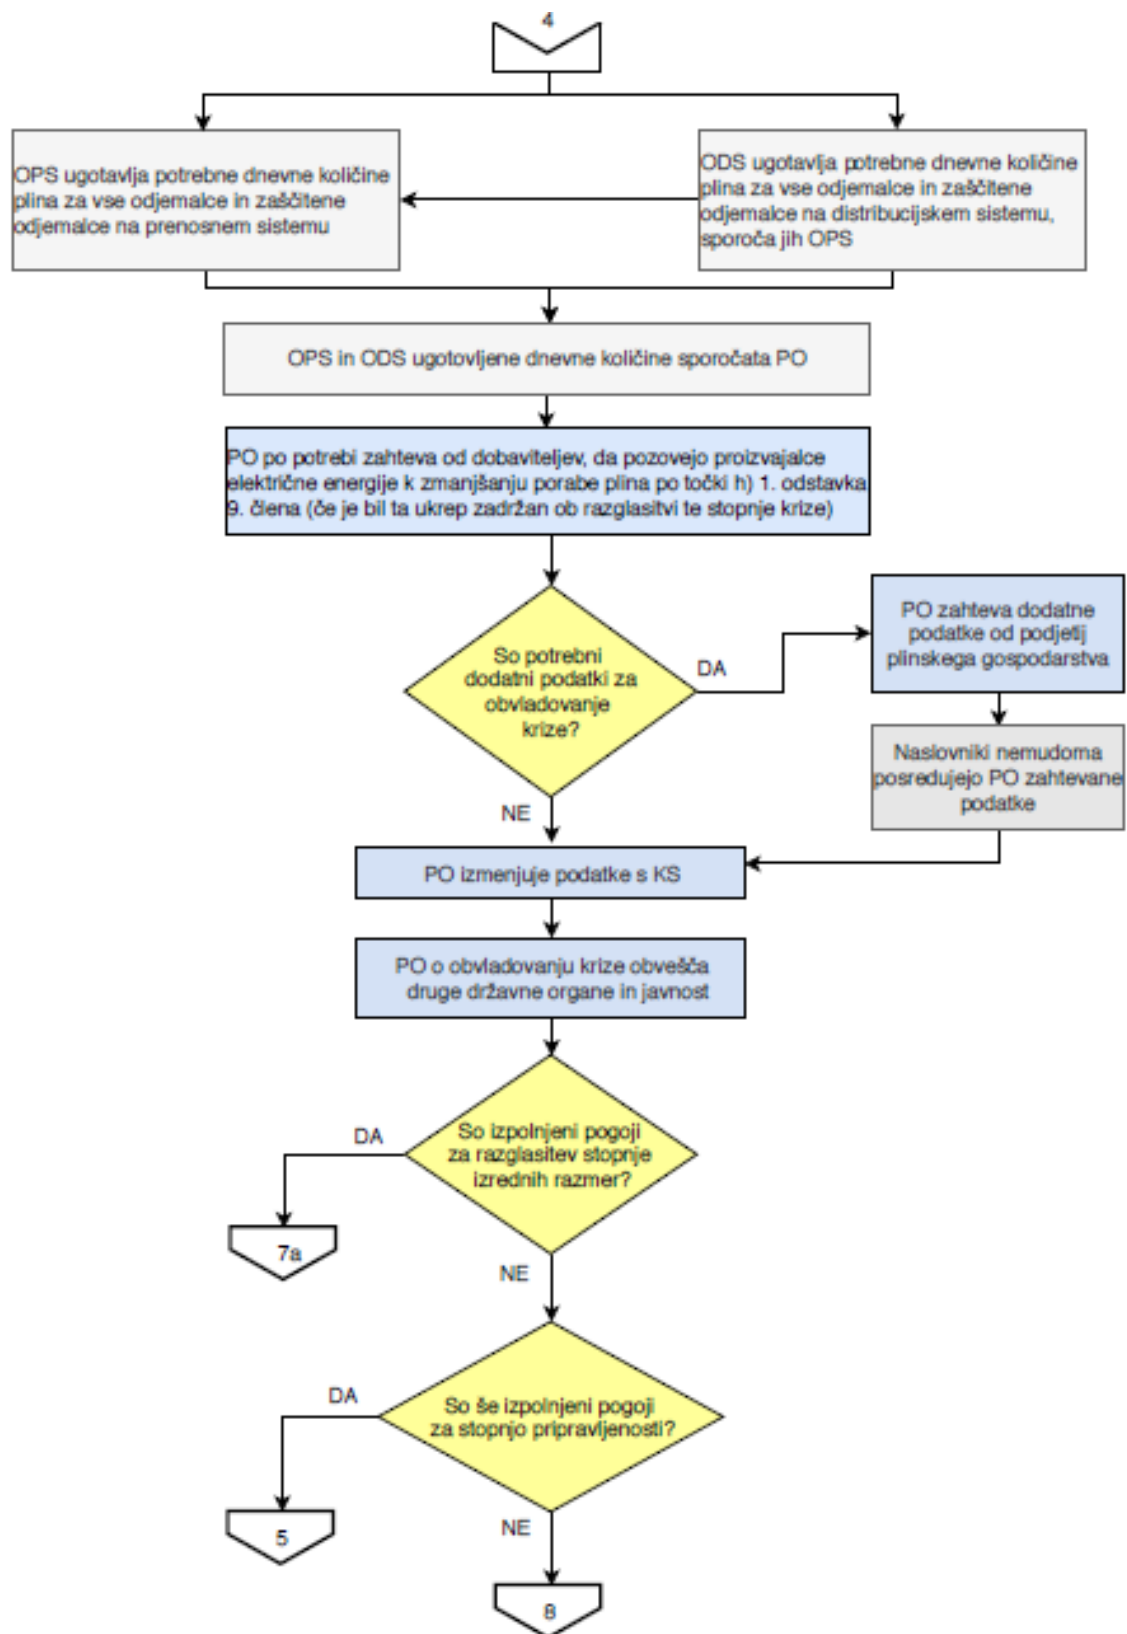 4
OPS ugotavlja potrebne dnevne količine
plina za vse odjemalce in zaščitene
odjemalce na prenosnem sistemu
ODS ugotavlja potrebne dnevne količine
plina za vse odjemalce in zaščitene
odjemalce na distribucijskem sistemu,
sporoča jih OPS
OPS in ODS ugotovljene dnevne količine sporočata PO
PO po potrebi zahteva od dobaviteljev, da pozovejo proizvajalce
električne energije k zmanjšanju porabe plina po točki h) 1. odstavka
9. člena (če je bil ta ukrep zadržan ob razglasitvi te stopnje krize)
So potrebni
dodatni podatki za
obvladovanje
krize?
DA
PO zahteva dodatne
podatke od podjetij
plinskega gospodarstva
Naslovniki nemudoma
posredujejo PO zahtevane
podatke
NE
PO izmenjuje podatke s KS
PO o obvladovanju krize obvešča
druge državne organe in javnost
So izpolnjeni pogoji
za razglasitev stopnje
izrednih razmer?
DA
7a
NE
So še izpolnjeni pogoji
za stopnjo pripravljenosti?
DA
5
NE
8